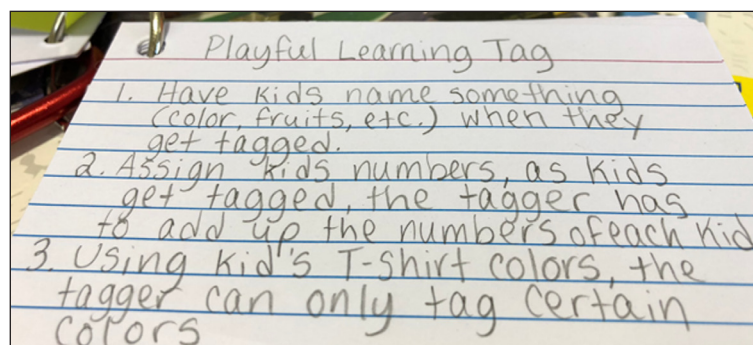 Playful Learning Tag
1. Have kids name something
(color, fruits, etc.) when they
get tagged.
2. Assign kids numbers, as kids
get tagged, the tagger has
to add up the numbers of each kid
3. Using kid's T-Shirt colors, the
tagger can only tag certain
colors